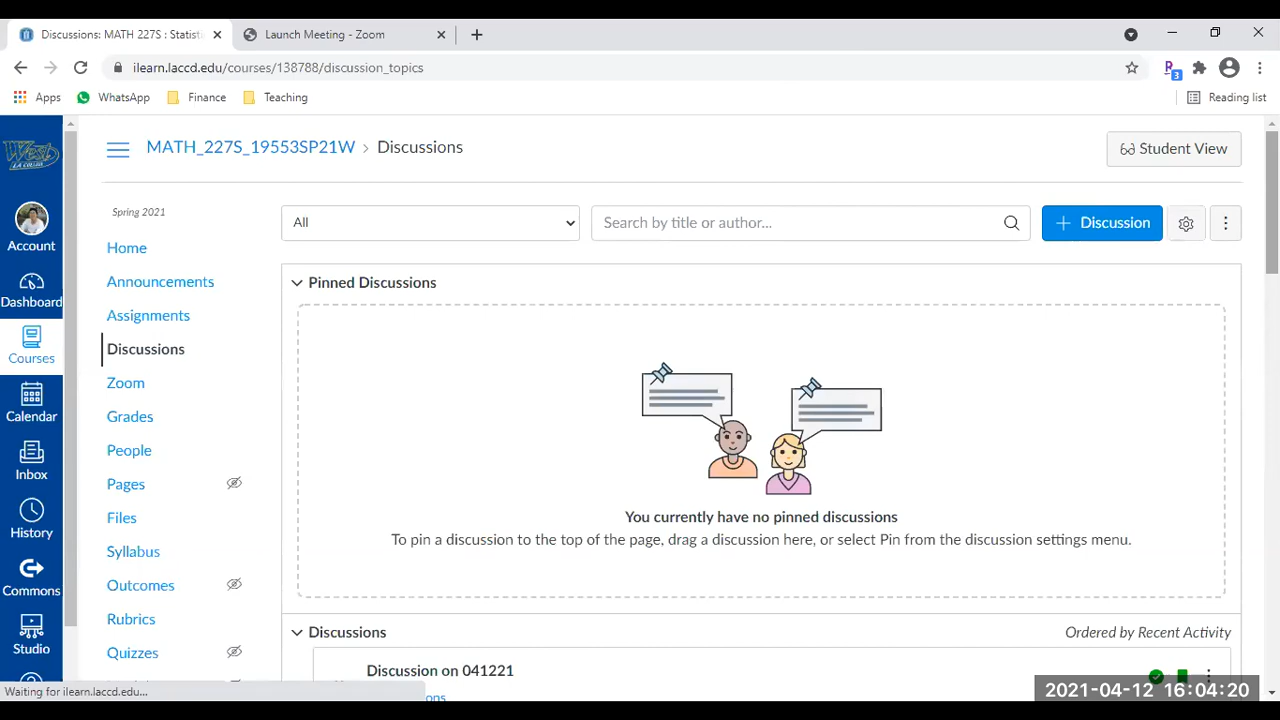 Discussions: MATH 227S : Statist
Launch Meeting - Zoom
ilearn.laccd.edu/courses/138788/discussion_topics
3
Apps
WhatsApp
Finance
Teaching
Reading list
West
MATH_227S_19553SP21W > Discussions
Student View
Spring 2021
All
Search by title or author...
+ Discussion
Account
Dashboard
Courses
Calendar
Inbox
History
Commons
Studio
Home
Announcements
Assignments
Discussions
Zoom
Grades
People
Pages
Files
Syllabus
Outcomes
Rubrics
Quizzes
Pinned Discussions
You currently have no pinned discussions
To pin a discussion to the top of the page, drag a discussion here, or select Pin from the discussion settings menu.
Discussions
Ordered by Recent Activity
Discussion on 041221
Waiting for ilearn.laccd.edu...
2021-04-12 16:04:20